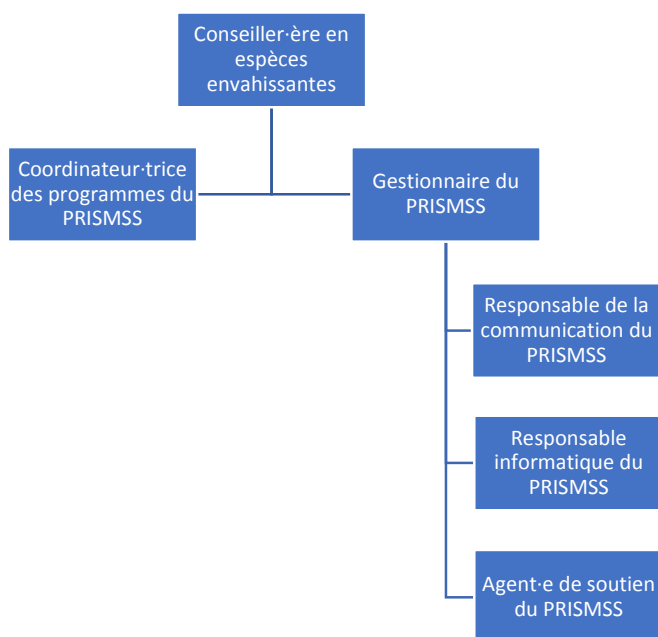 Conseiller·ère en
espèces
envahissantes
Coordinateur·trice
des programmes du
PRISMSS
Gestionnaire du
PRISMSS
Responsable de la
communication du
PRISMSS
Responsable
informatique du
PRISMSS
Agent·e de soutien
du PRISMSS